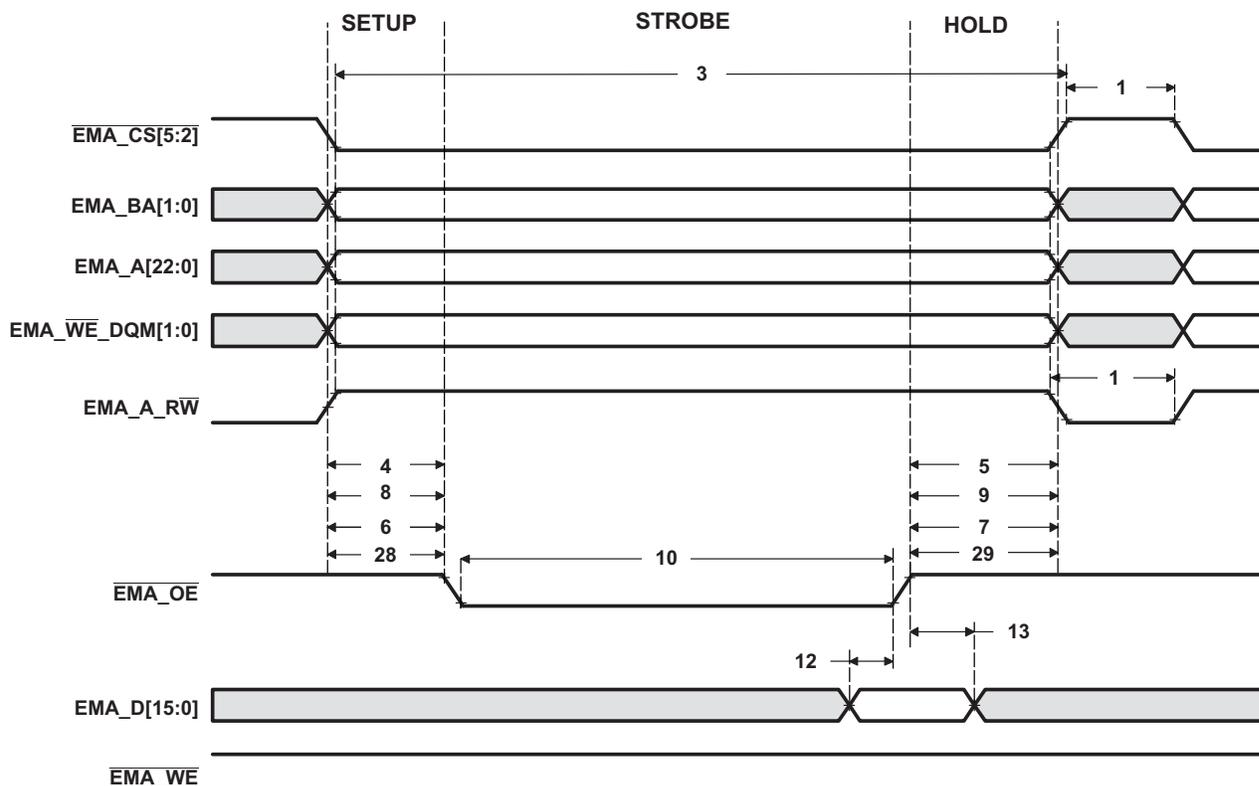 SETUP STROBE HOLD
3
1
EMA_CS[5:2]
EMA_BA[1:0]
EMA_A[22:0]
EMA_WE_DQM[1:0]
1
EMA_A_RW
4 5
8 9
6 7
28 29
10
EMA_OE
13
12
EMA_D[15:0]
EMA_WE